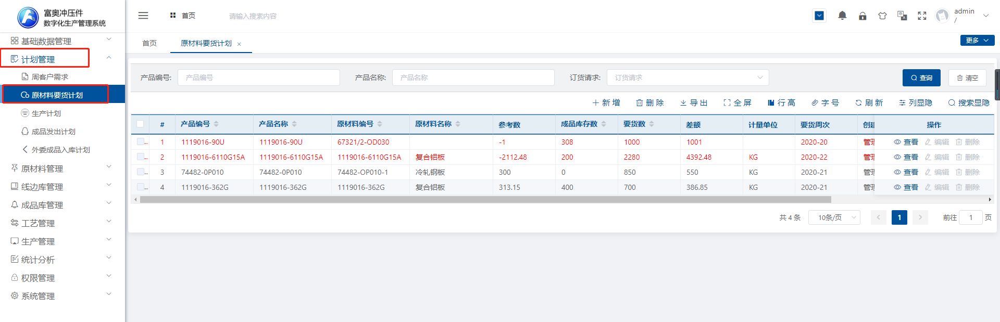 富奥冲压件
数字化生产管理系统
首页
请输入搜索内容
admin
/
基础数据管理
计划管理
周客户需求
原材料要货计划
生产计划
成品发出计划
外委成品入库计划
原材料管理
线边库管理
成品库管理
工艺管理
生产管理
统计分析
权限管理
系统管理
首页 原材料要货计划 ×
更多
产品编号: 产品编号 产品名称: 产品名称 订货请求: 订货请求 查询 清空
新增 删除 导出 全屏 行高 字号 刷新 列显隐 搜索显隐
# 产品编号 产品名称 原材料编号 原材料名称 参考数 成品库存数 要货数 差额 计量单位 要货周次 创建 操作
1 1119016-90U 1119016-90U 67321/2-OD030 -1 308 1000 1001 2020-20 管理 查看 编辑 删除
2 1119016-6110G15A 1119016-6110G15A 1119016-6110G15A 复合铝板 -2112.48 200 2280 4392.48 KG 2020-22 管理 查看 编辑 删除
3 74482-0P010 74482-0P010 74482-OP010-1 冷轧钢板 300 0 850 550 KG 2020-21 管理 查看 编辑 删除
4 1119016-362G 1119016-362G 1119016-362G 复合铝板 313.15 400 700 386.85 KG 2020-21 管理 查看 编辑 删除
共 4 条 10条/页 1 前往 1 页